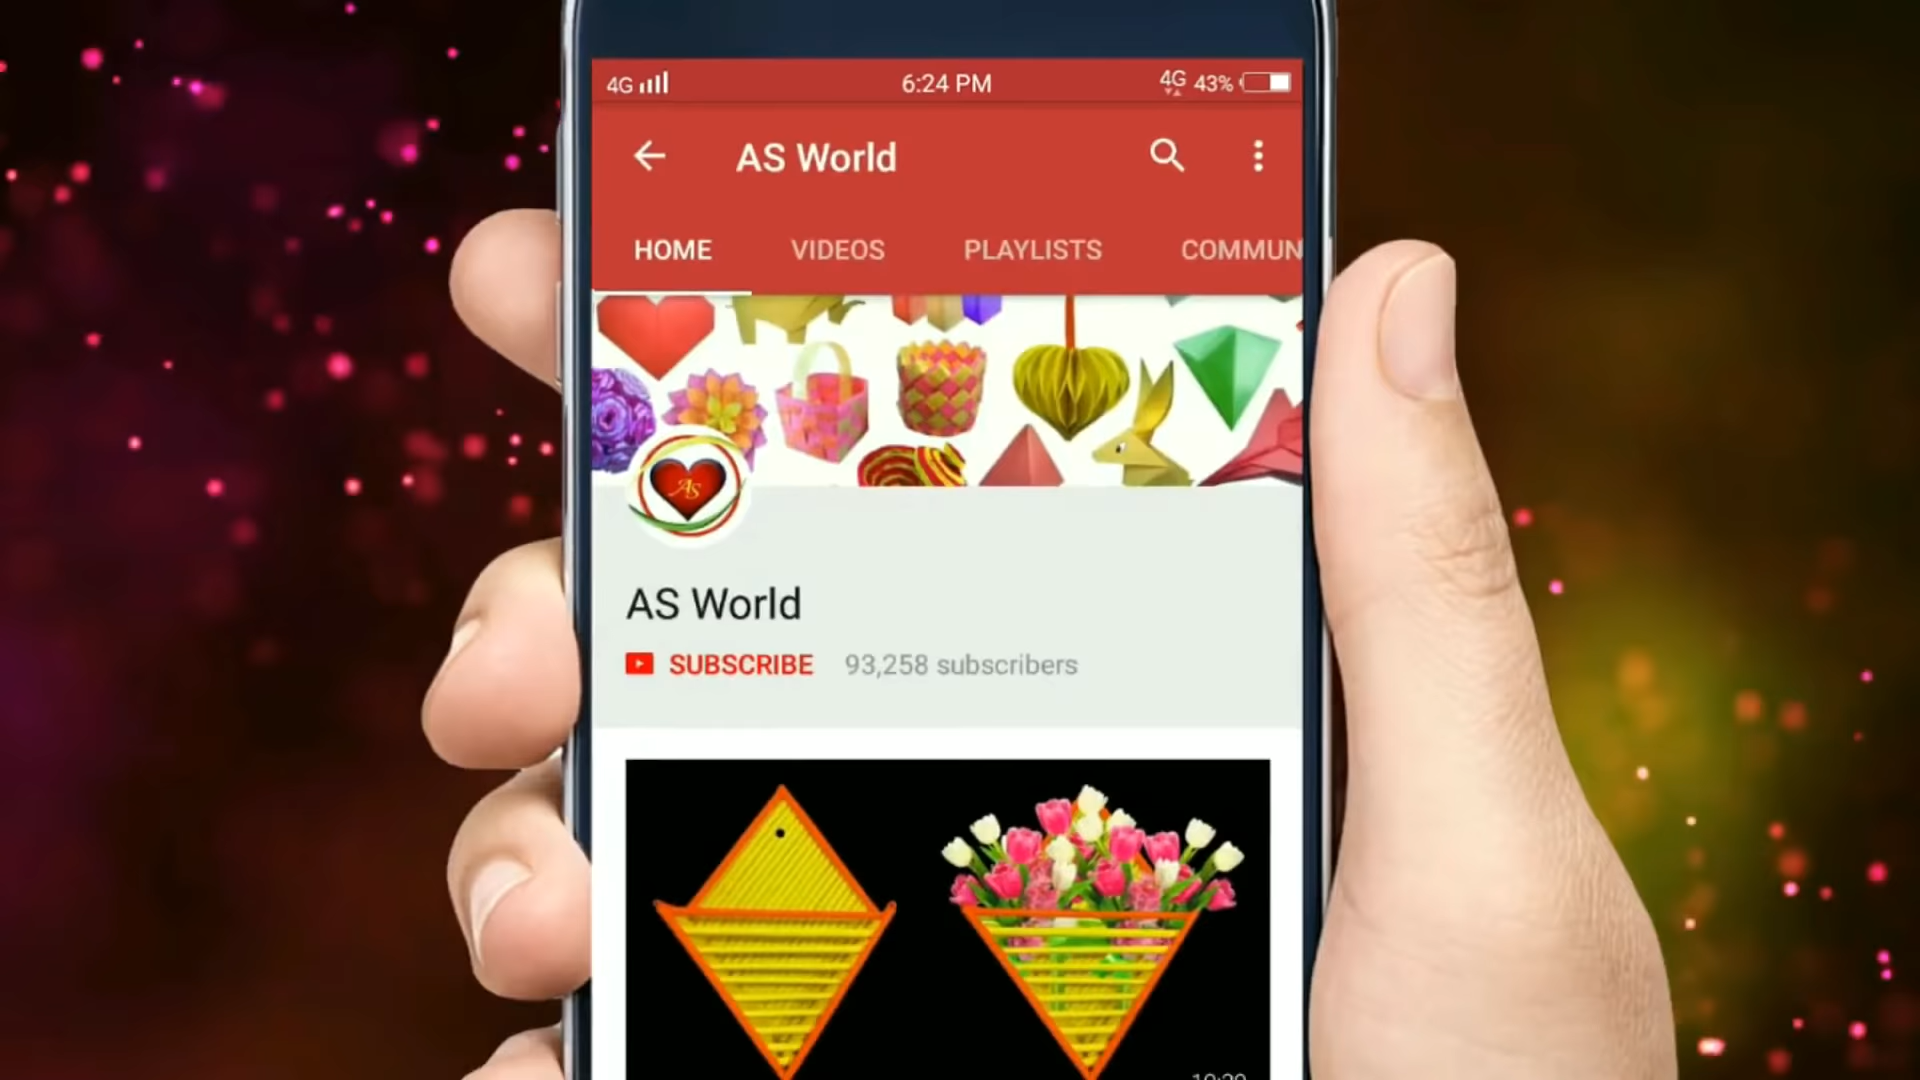 4G 6:24 PM 4G 43%
AS World
HOME VIDEOS PLAYLISTS COMMUN
AS
AS World
SUBSCRIBE 93,258 subscribers